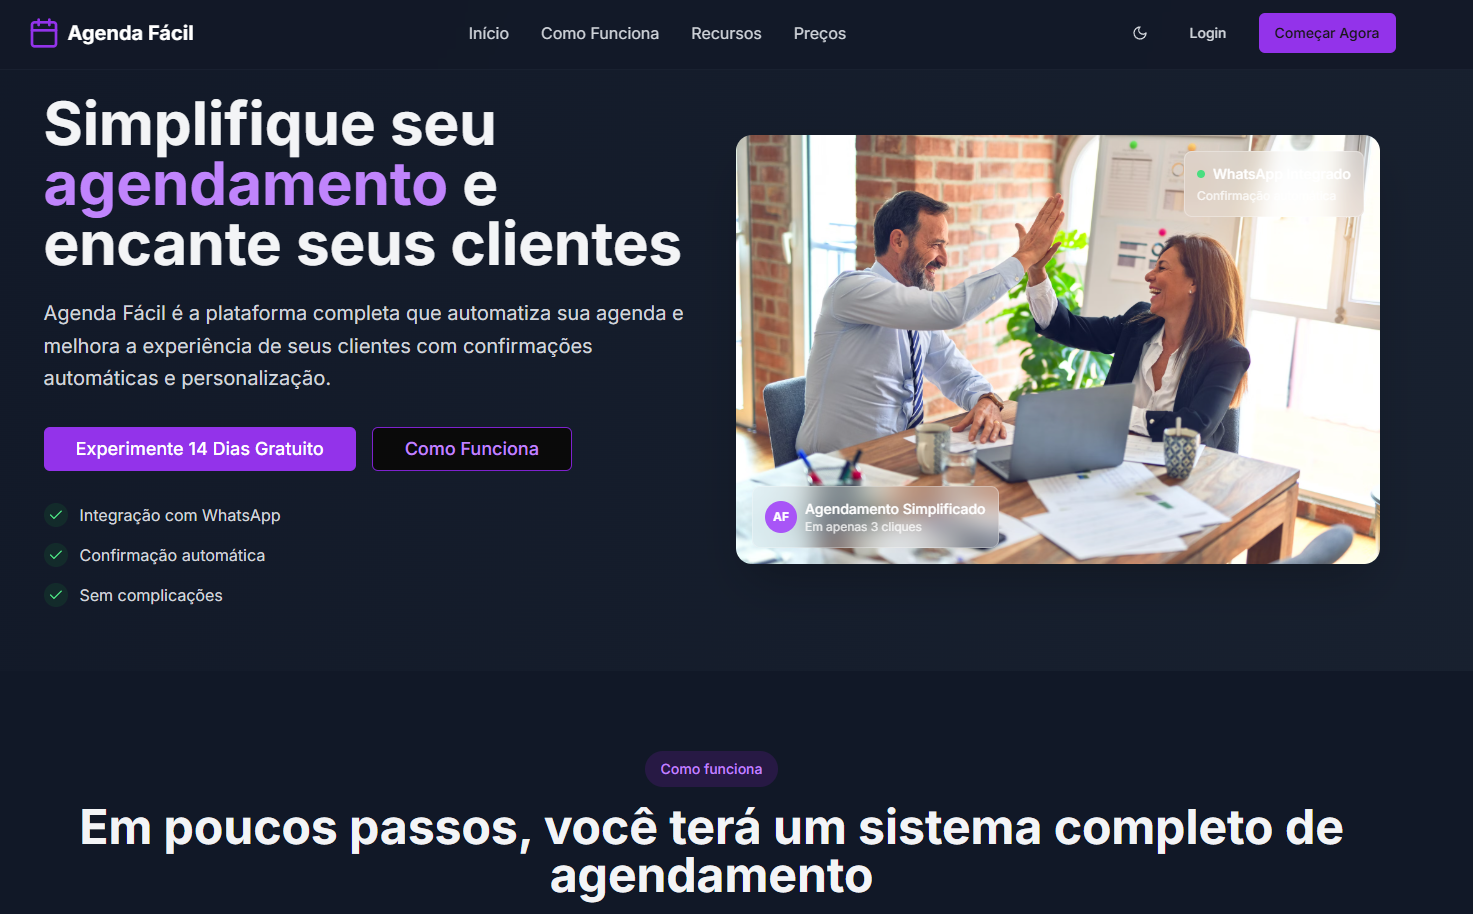 Agenda Fácil
Início
Como Funciona
Recursos
Preços
Login
Começar Agora
Simplifique seu
agendamento e
encante seus clientes
Agenda Fácil é a plataforma completa que automatiza sua agenda e
melhora a experiência de seus clientes com confirmações
automáticas e personalização.
Experimente 14 Dias Gratuito
Como Funciona
Integração com WhatsApp
Confirmação automática
Sem complicações
WhatsApp Integrado
Confirmação
AF
Agendamento Simplificado
Em apenas 3 cliques
Como funciona
Em poucos passos, você terá um sistema completo de
agendamento